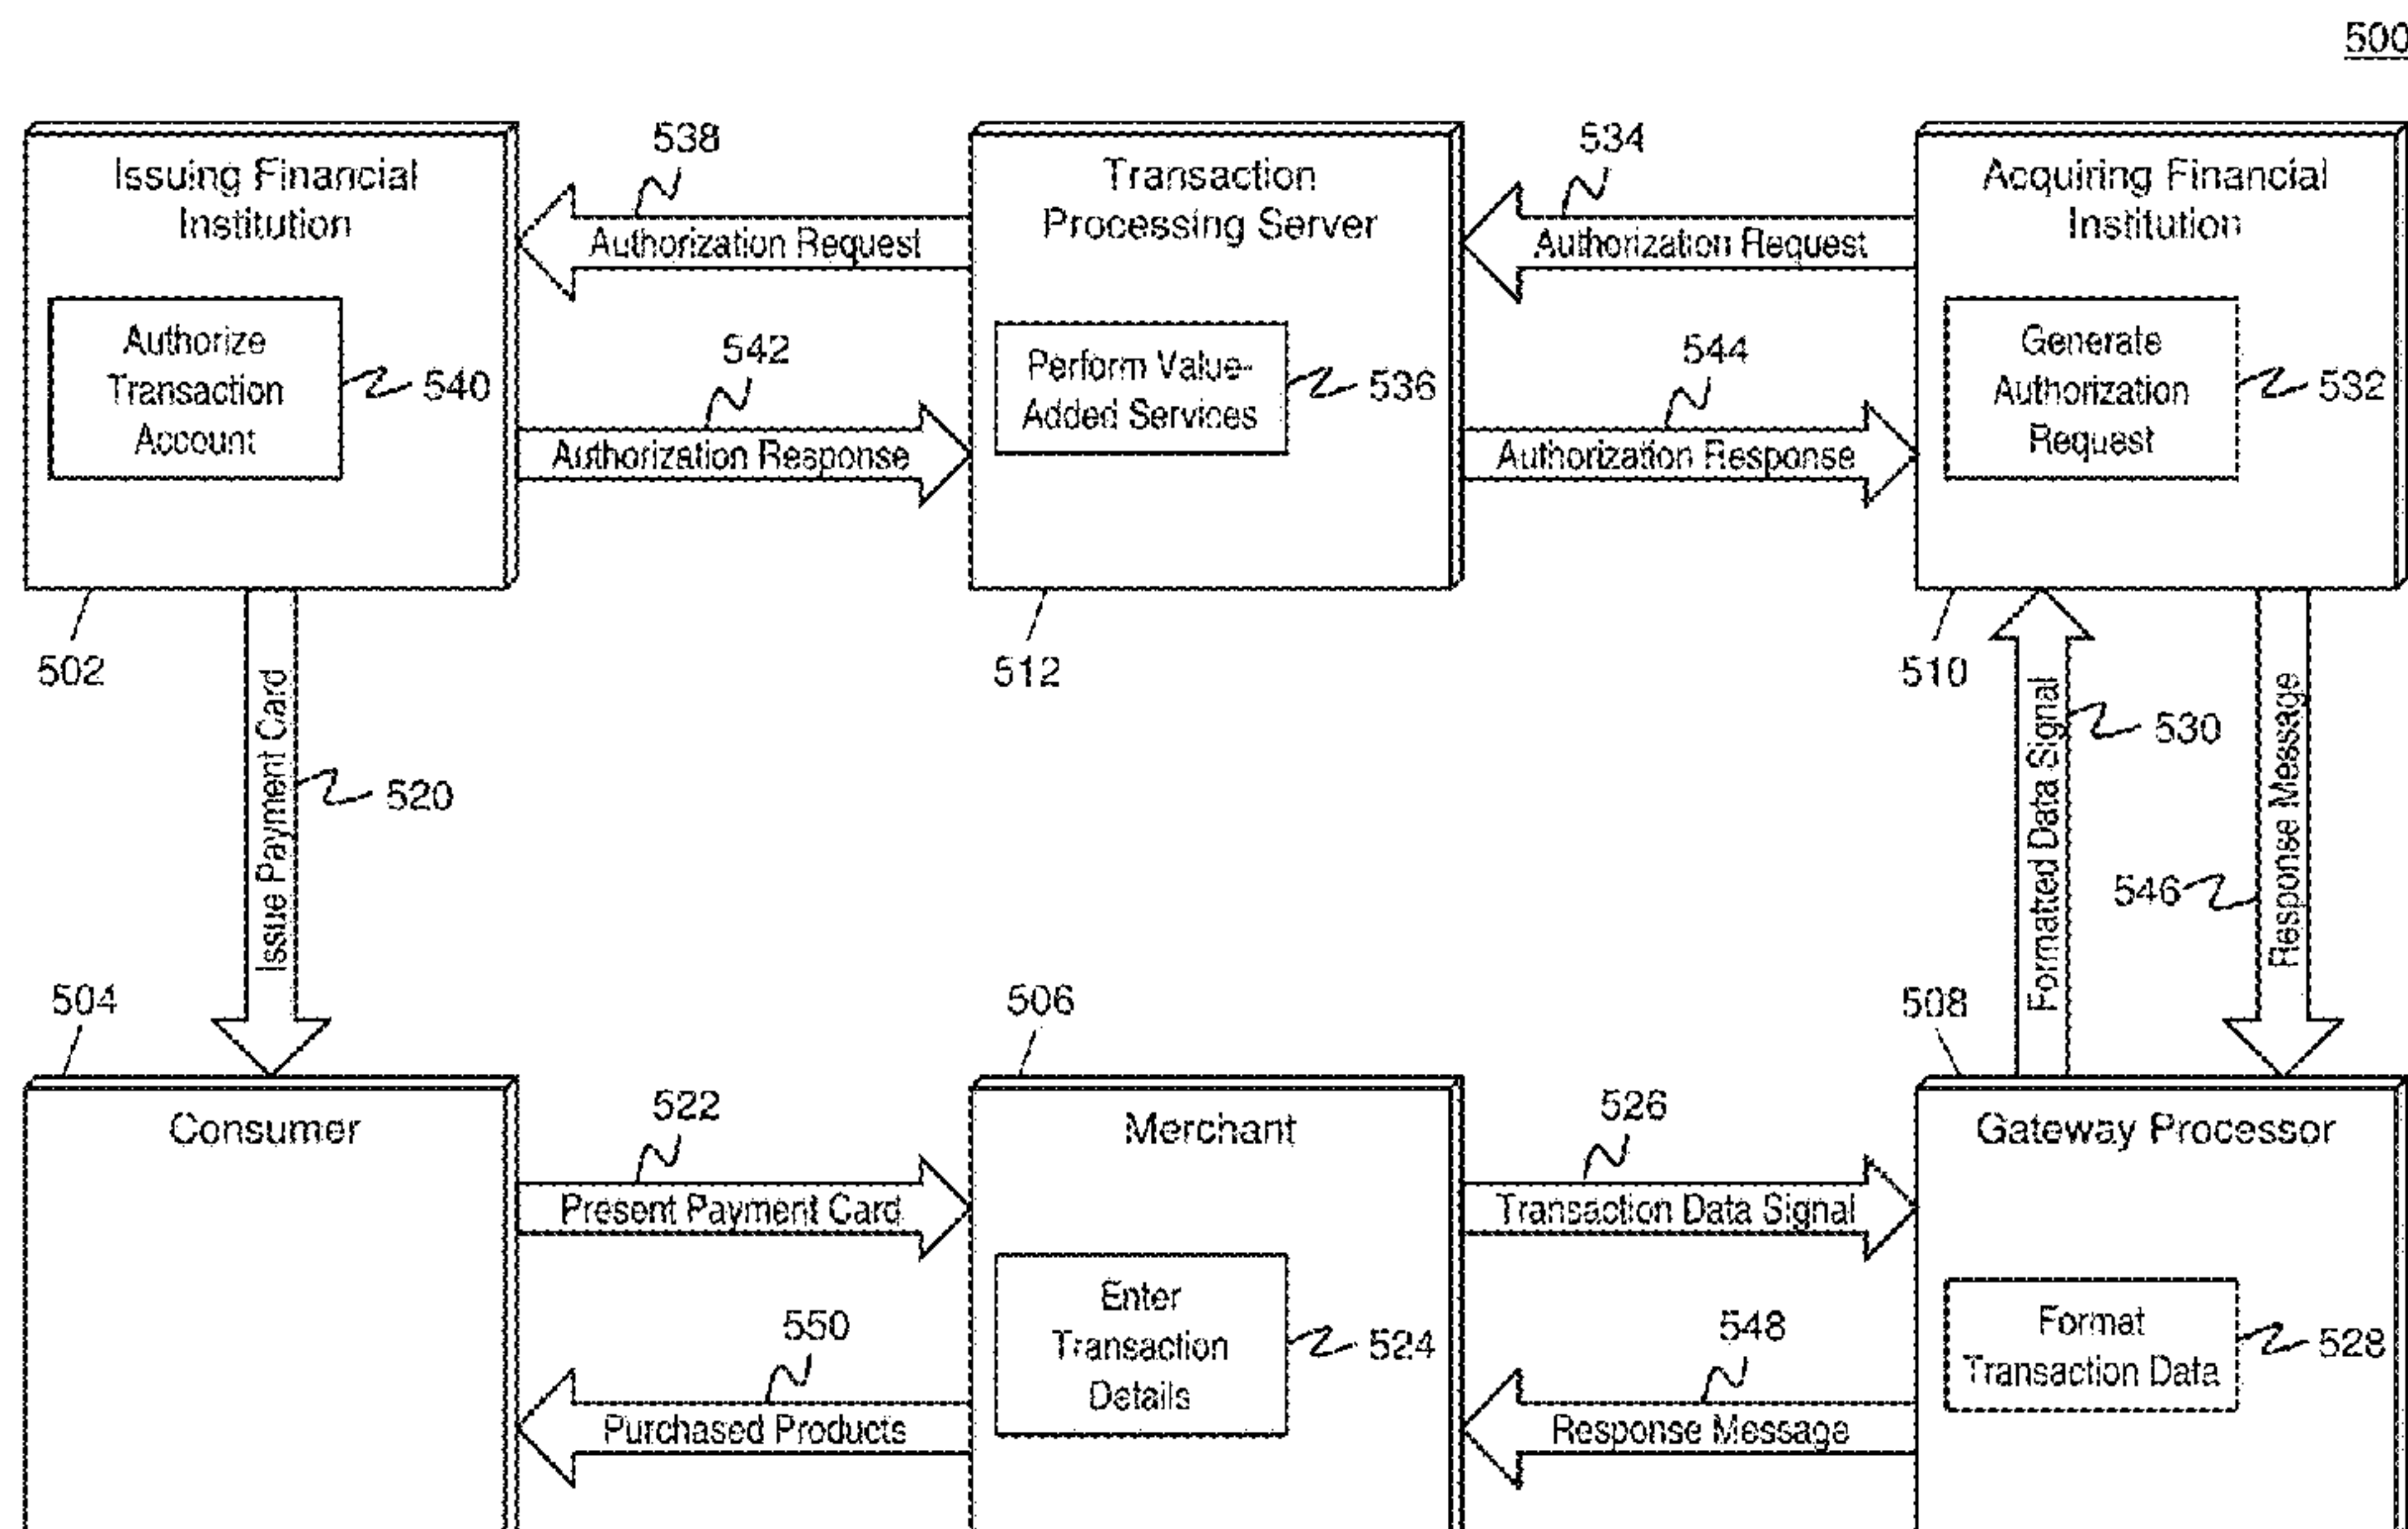 500
538
534
Issuing Financial
Institution
Transaction
Processing Server
Acquiring Financial
Institution
Authorization Request
Authorization Request
Authorize
Transaction
Account
540
542
Perform Value-
Added Services
536
544
Generate
Authorization
Request
532
Authorization Response
Authorization Response
502
512
510
Issue Payment Card
520
Formatted Data Signal
530
Response Message
546
504
506
508
Consumer
522
Merchant
526
Gateway Processor
Present Payment Card
Transaction Data Signal
550
Enter
Transaction
Details
524
548
Format
Transaction Data
528
Purchased Products
Response Message